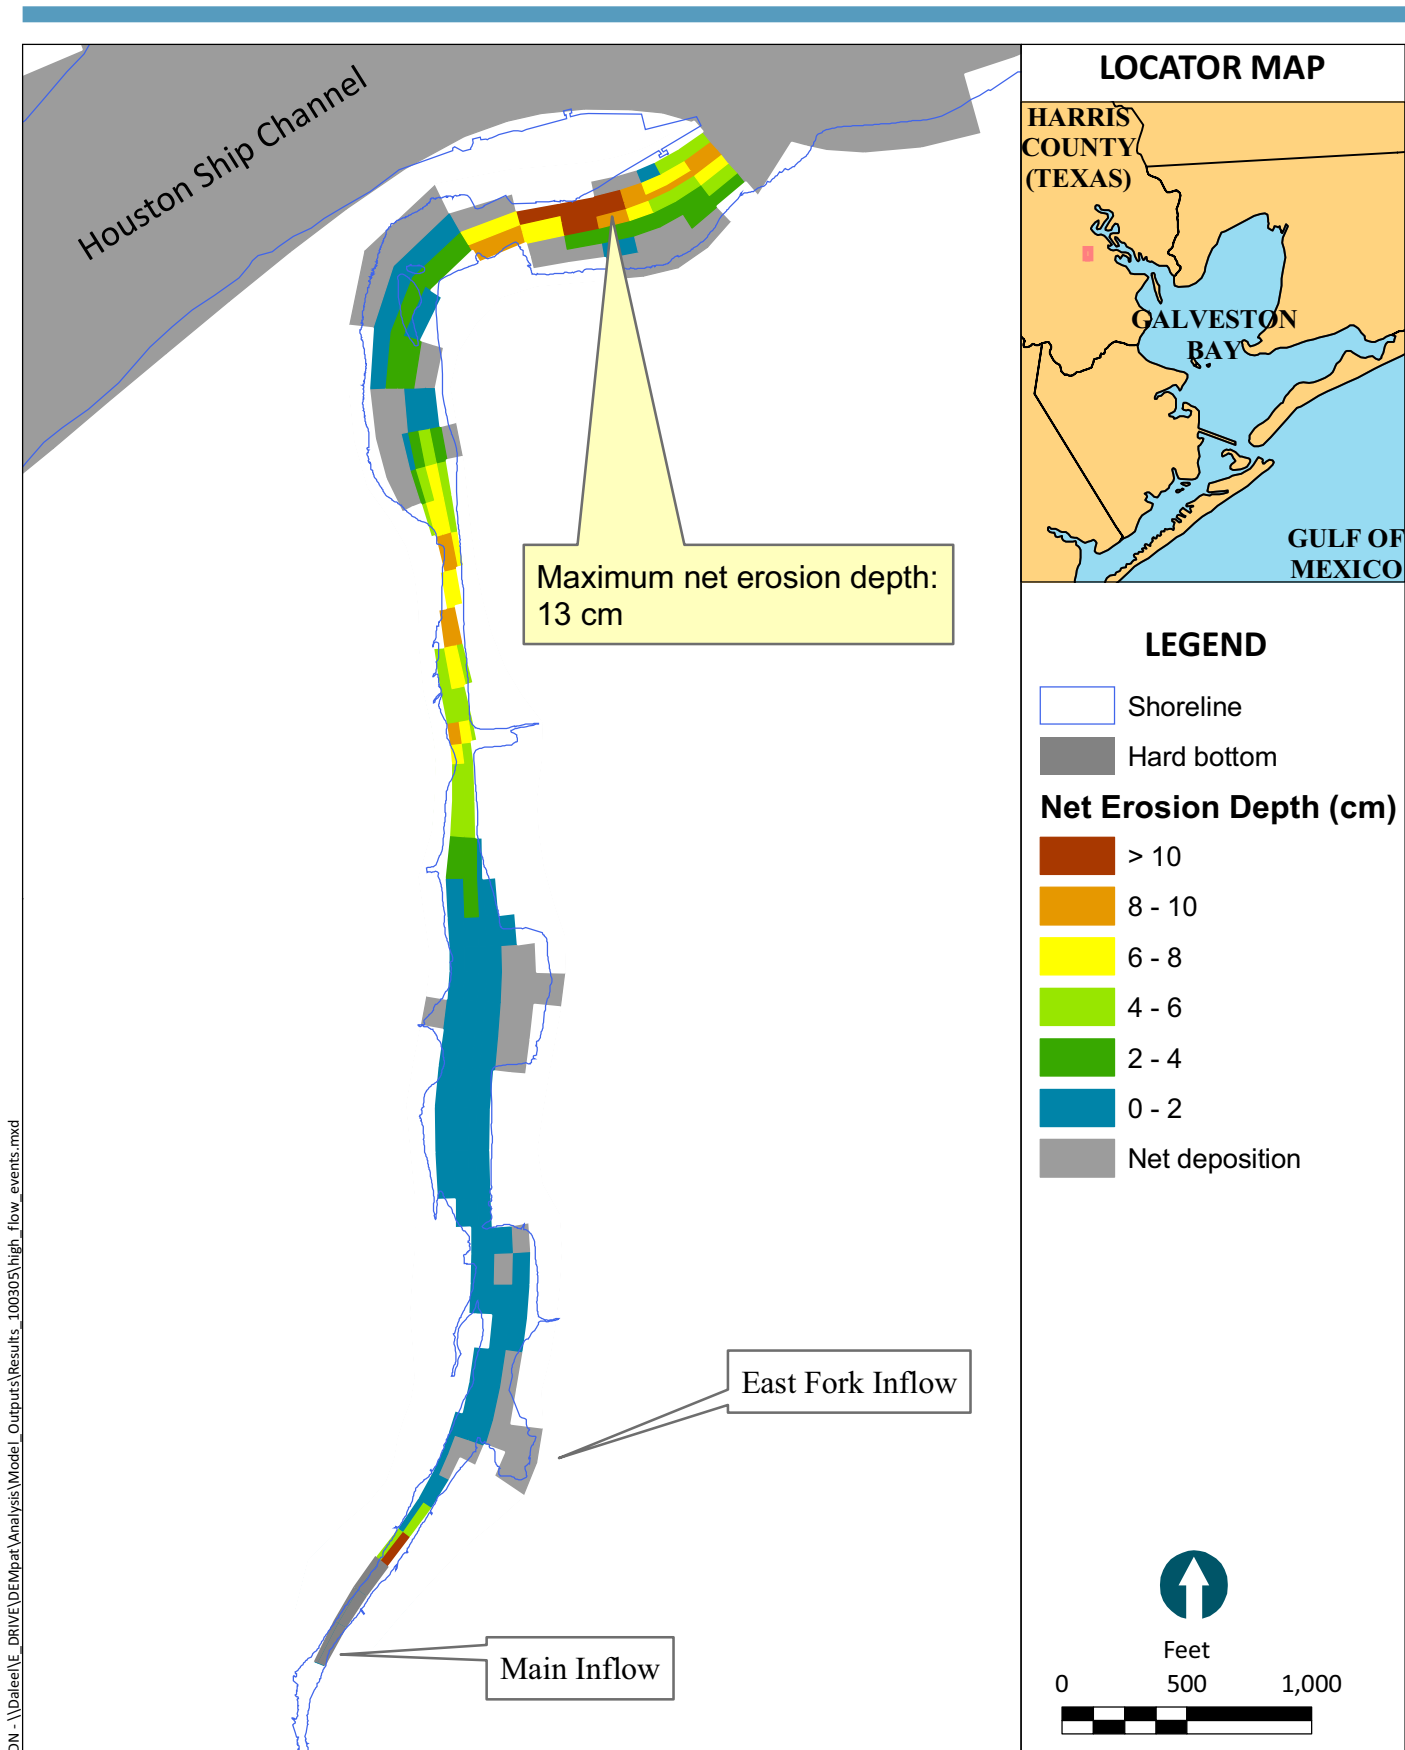 Houston Ship Channel
Maximum net erosion depth:
13 cm
East Fork Inflow
Main Inflow
ON - \\Daleel\E_DRIVE\DEMpat\Analysis\Model_Outputs\Results_100305\high_flow_events.mxd
LOCATOR MAP
HARRIS
COUNTY
(TEXAS)
GALVESTON
BAY
GULF OF
MEXICO
LEGEND
Shoreline
Hard bottom
Net Erosion Depth (cm)
> 10
8 - 10
6 - 8
4 - 6
2 - 4
0 - 2
Net deposition
Feet
0 500 1,000